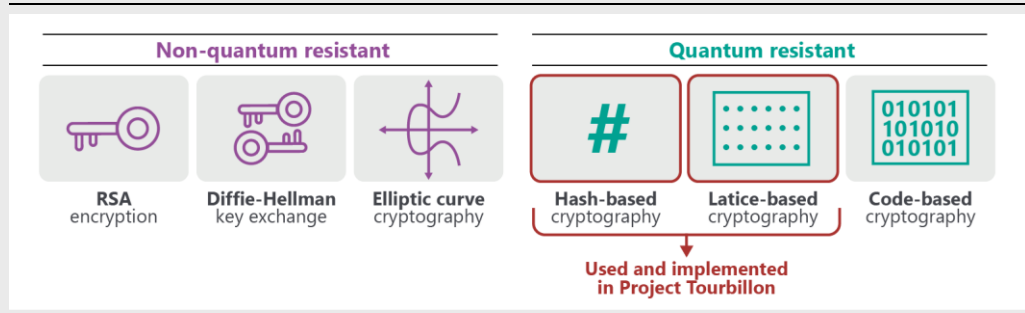 Non-quantum resistant
Quantum resistant
#
010101
101010
010101
RSA
encryption
Diffie-Hellman
key exchange
Elliptic curve
cryptography
Hash-based
cryptography
Latice-based
cryptography
Code-based
cryptography
Used and implemented
in Project Tourbillon